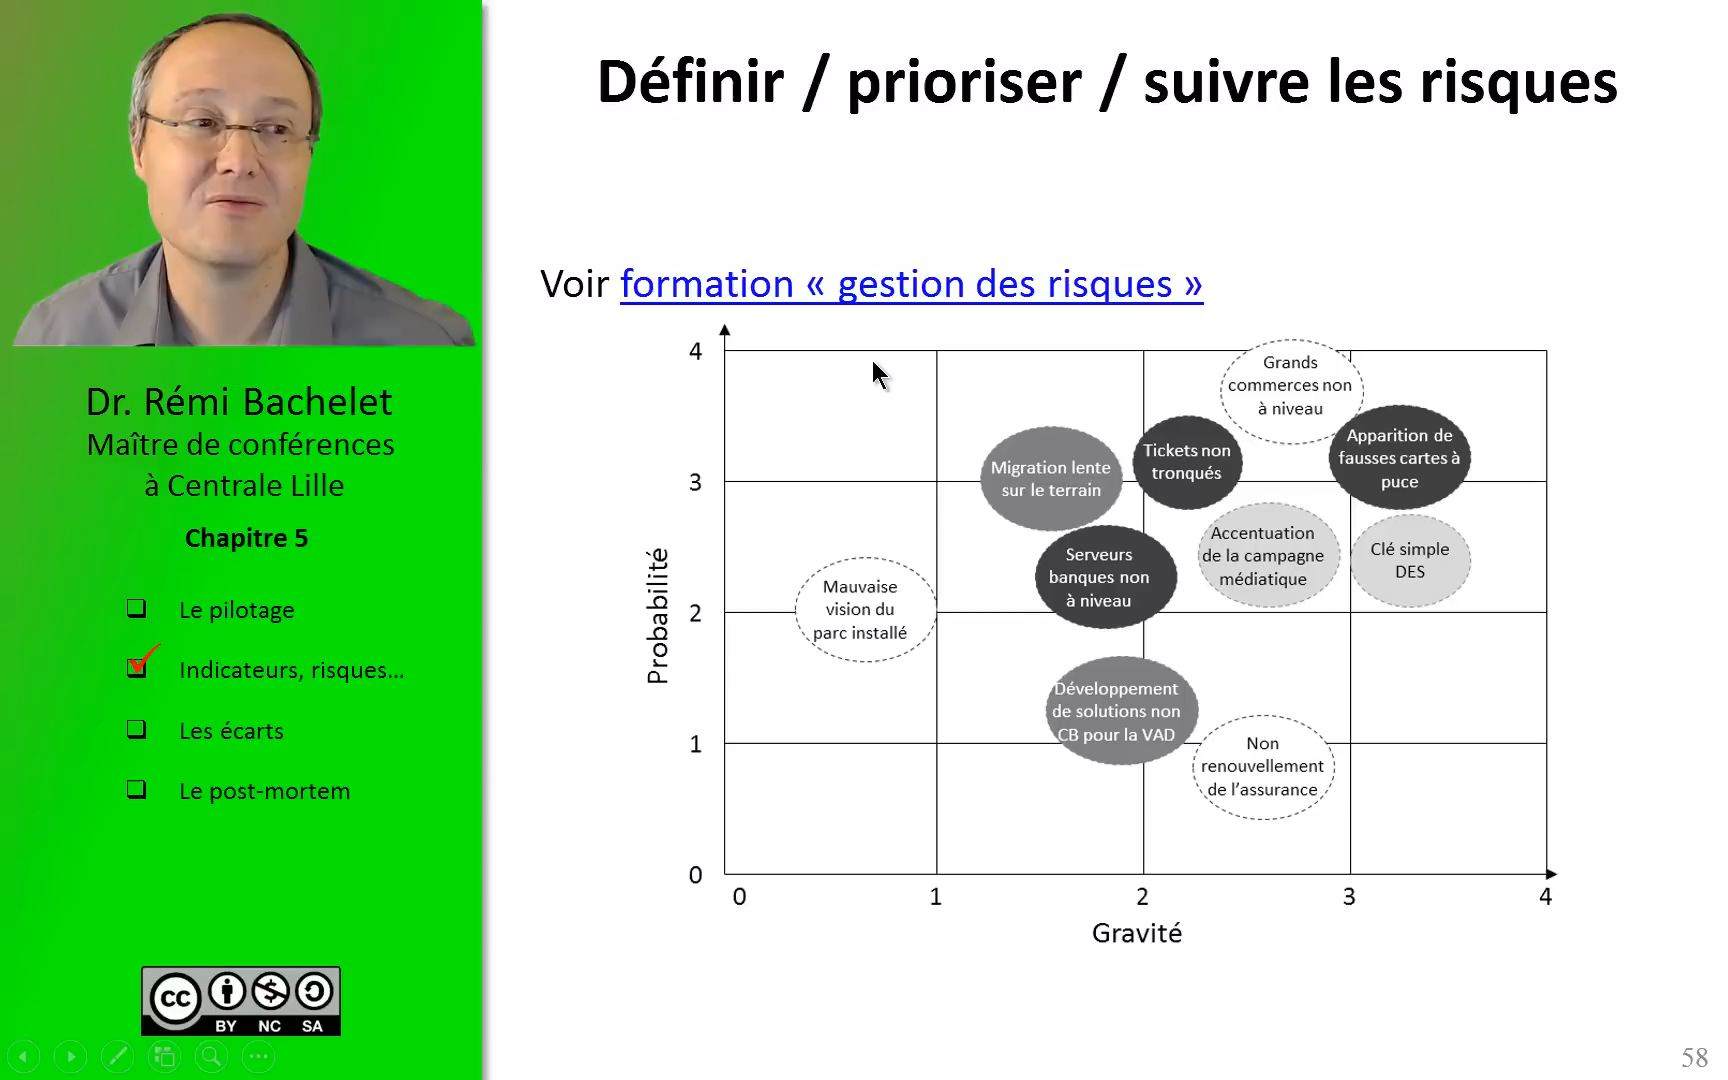 Définir / prioriser / suivre les risques
Voir formation « gestion des risques »
Dr. Rémi Bachelet
Maître de conférences
à Centrale Lille
Chapitre 5
Le pilotage
Indicateurs, risques...
Les écarts
Le post-mortem
cc
BY NC SA
Probabilité
4
3
2
1
0
Grands
commerces non
à niveau
Apparition de
fausses cartes à
puce
Tickets non
tronqués
Migration lente
sur le terrain
Accentuation
de la campagne
médiatique
Clé simple
DES
Serveurs
banques non
à niveau
Mauvaise
vision du
parc installé
Développement
de solutions non
CB pour la VAD
Non
renouvellement
de l'assurance
0 1 2 3 4
Gravité
58